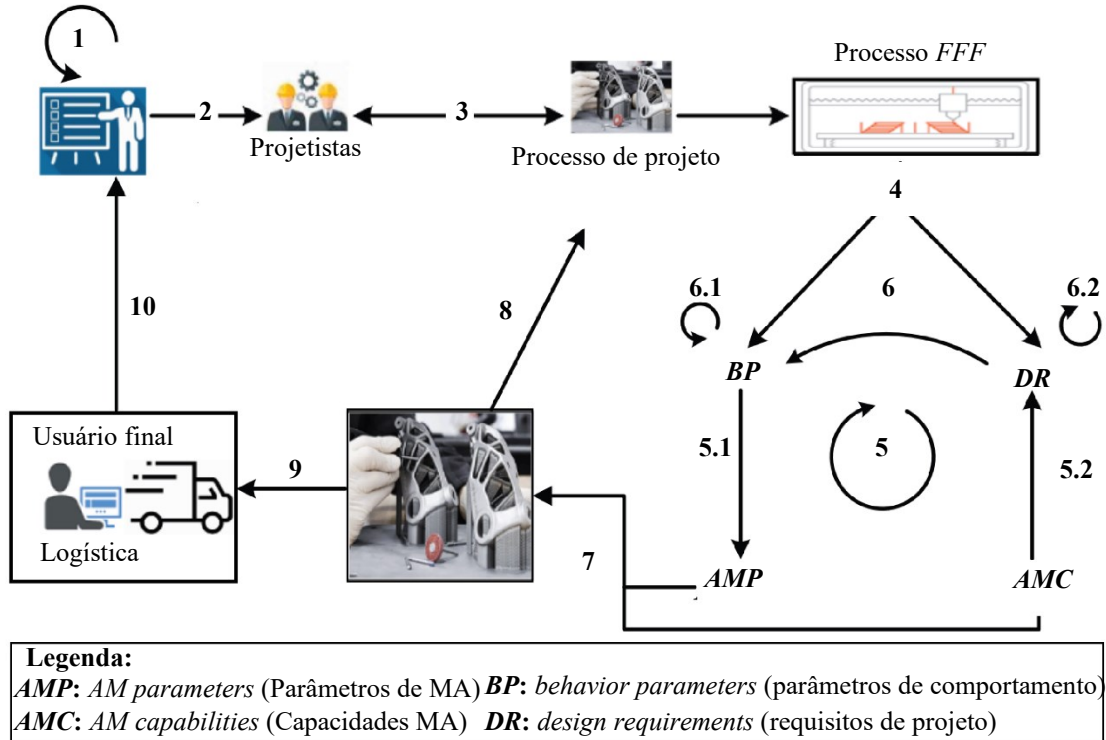 1
Processo FFF
2
3
Projetistas
Processo de projeto
4
10
8
6.1
6
6.2
BP
DR
Usuário final
9
5.1
5
5.2
Logística
7
AMP
AMC
Legenda:
AMP: AM parameters (Parâmetros de MA) BP: behavior parameters (parâmetros de comportamento)
AMC: AM capabilities (Capacidades MA) DR: design requirements (requisitos de projeto)